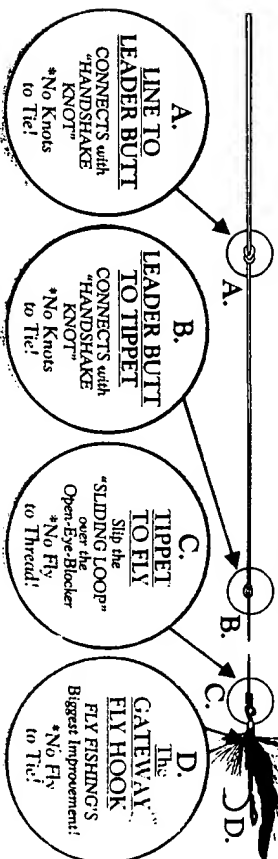 A.
LINE TO
LEADER BUTT
CONNECTS with
"HANDSHAKE
KNOT"
*No Knots
to Tie!
B.
LEADER BUTT
TO TIPPET
CONNECTS with
"HANDSHAKE
KNOT"
*No Knots
to Tie!
C.
TIPPET
TO FLY
Slip the
"SLIDING LOOP"
over the
Open-Eye-Blocker
*No Fly
to Thread!
D.
The
GATEWAY™
FLY HOOK
FLY FISHING'S
Biggest Improvement!
*No Fly
to Tie!
A.
B.
C.
D.